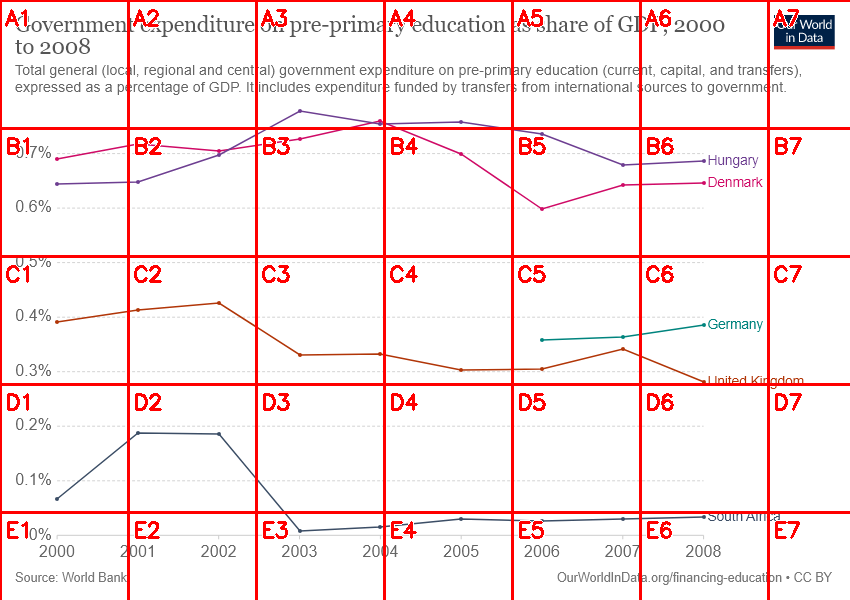 Government expenditure on pre-primary education as share of GDP, 2000
to 2008
Our World
in Data
Total general (local, regional and central) government expenditure on pre-primary education (current, capital, and transfers),
expressed as a percentage of GDP. It includes expenditure funded by transfers from international sources to government.
A1 A2 A3 A4 A5 A6 A7
B1 B2 B3 B4 B5 B6 B7
0.7%
Hungary
Denmark
0.6%
0.5%
C1 C2 C3 C4 C5 C6 C7
0.4%
Germany
0.3%
United Kingdom
D1 D2 D3 D4 D5 D6 D7
0.2%
0.1%
South Africa
E1 E2 E3 E4 E5 E6 E7
0%
2000 2001 2002 2003 2004 2005 2006 2007 2008
Source: World Bank
OurWorldInData.org/financing-education • CC BY